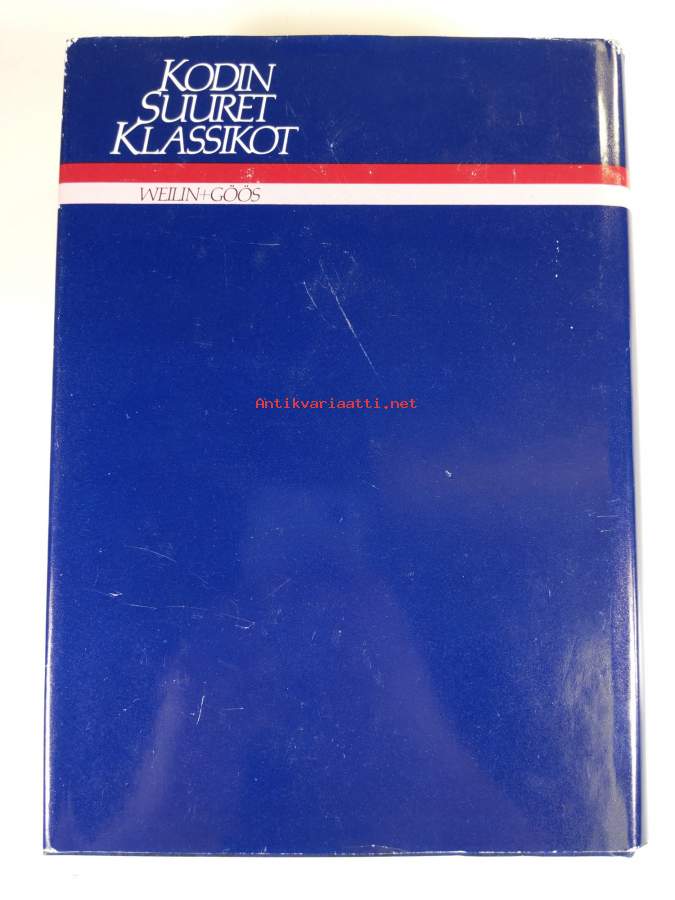 KODIN
SUURET
KLASSIKOT
WEILIN+GÖÖS
Antikvariaatti.net